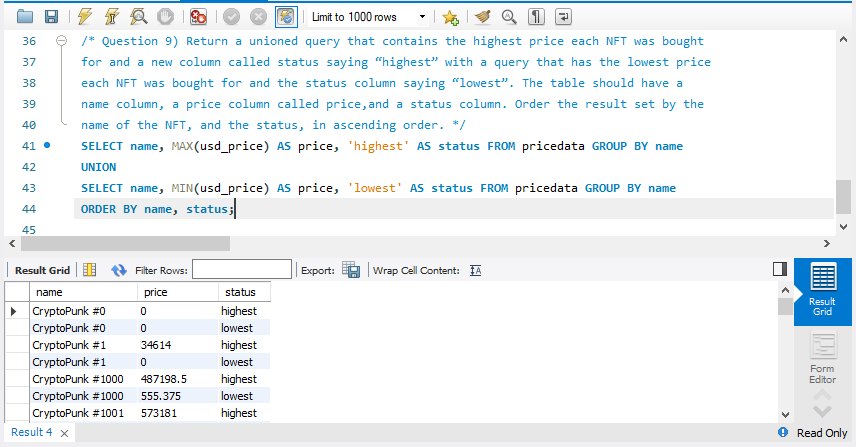 Limit to 1000 rows
36 /* Question 9) Return a unioned query that contains the highest price each NFT was bought
37 for and a new column called status saying “highest” with a query that has the lowest price
38 each NFT was bought for and the status column saying “lowest”. The table should have a
39 name column, a price column called price,and a status column. Order the result set by the
40 name of the NFT, and the status, in ascending order. */
41 SELECT name, MAX(usd_price) AS price, 'highest' AS status FROM pricedata GROUP BY name
42 UNION
43 SELECT name, MIN(usd_price) AS price, 'lowest' AS status FROM pricedata GROUP BY name
44 ORDER BY name, status;
45
Result Grid Filter Rows: Export: Wrap Cell Content: IA
name price status
CryptoPunk #0 0 highest
CryptoPunk #0 0 lowest
CryptoPunk #1 34614 highest
CryptoPunk #1 0 lowest
CryptoPunk #1000 487198.5 highest
CryptoPunk #1000 555.375 lowest
CryptoPunk #1001 573181 highest
Result
Grid
Form
Editor
Result 4 × Read Only